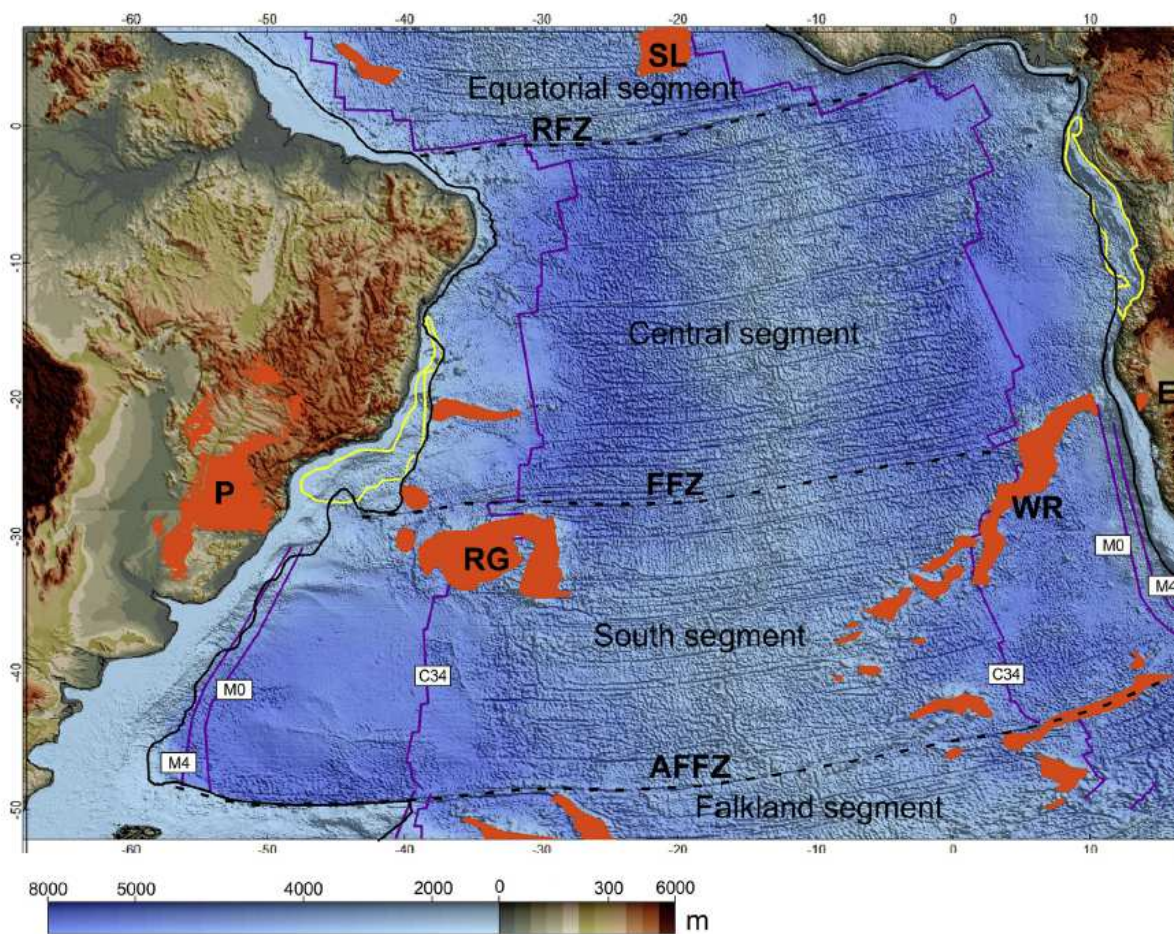 -60 -50 -40 -30 -20 -10 0 10
SL
Equatorial segment
RFZ
0
-10
Central segment
-20
E
P
FFZ
WR
-30
RG
M0
M4
South segment
-40
C34
C34
M0
M4
AFFZ
-50
Falkland segment
-60 -50 -40 -30 -20 -10 0 10
8000 5000 4000 2000 0 300 6000
m